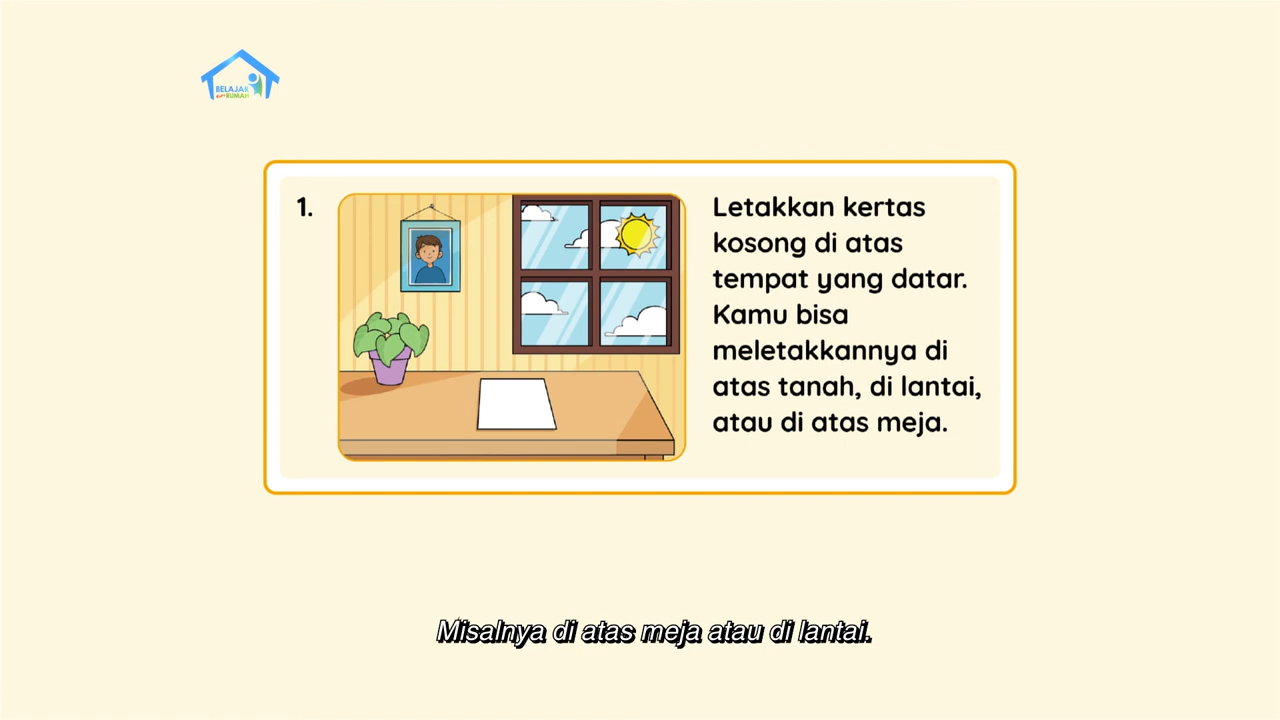 BELAJAR
dari RUMAH
1.
Letakkan kertas
kosong di atas
tempat yang datar.
Kamu bisa
meletakkannya di
atas tanah, di lantai,
atau di atas meja.
Misalnya di atas meja atau di lantai.